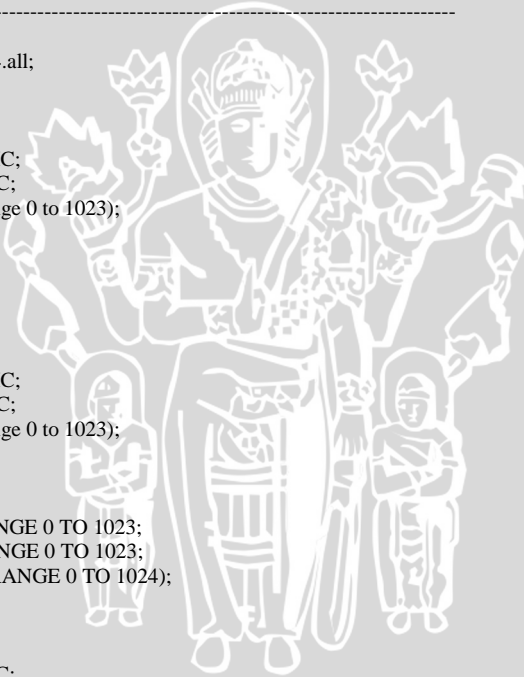 .all;
C;
C;
ge 0 to 1023);
C;
C;
ge 0 to 1023);
NGE 0 TO 1023;
NGE 0 TO 1023;
RANGE 0 TO 1024);
C;